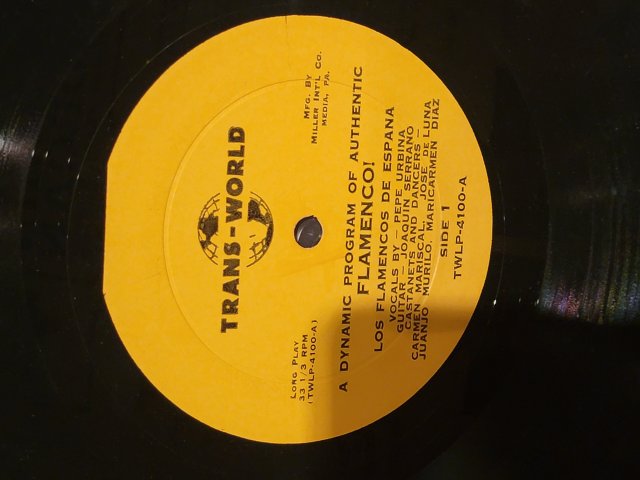 TRANS-WORLD
LONG PLAY
33 1/3 RPM
(TWLP-4100-A)
MFG. BY
MILLER INT'L CO.
MEDIA, PA.
A DYNAMIC PROGRAM OF AUTHENTIC
FLAMENCO!
LOS FLAMENCOS DE ESPANA
VOCALS BY – PEPE URBINA
GUITAR – JOAQUIN SERRANO
CASTANETS AND DANCERS –
CARMEN MARISCAL, JOSE DE LUNA
JUANJO MURILO, MARICARMEN DIAZ
SIDE 1
TWLP-4100-A